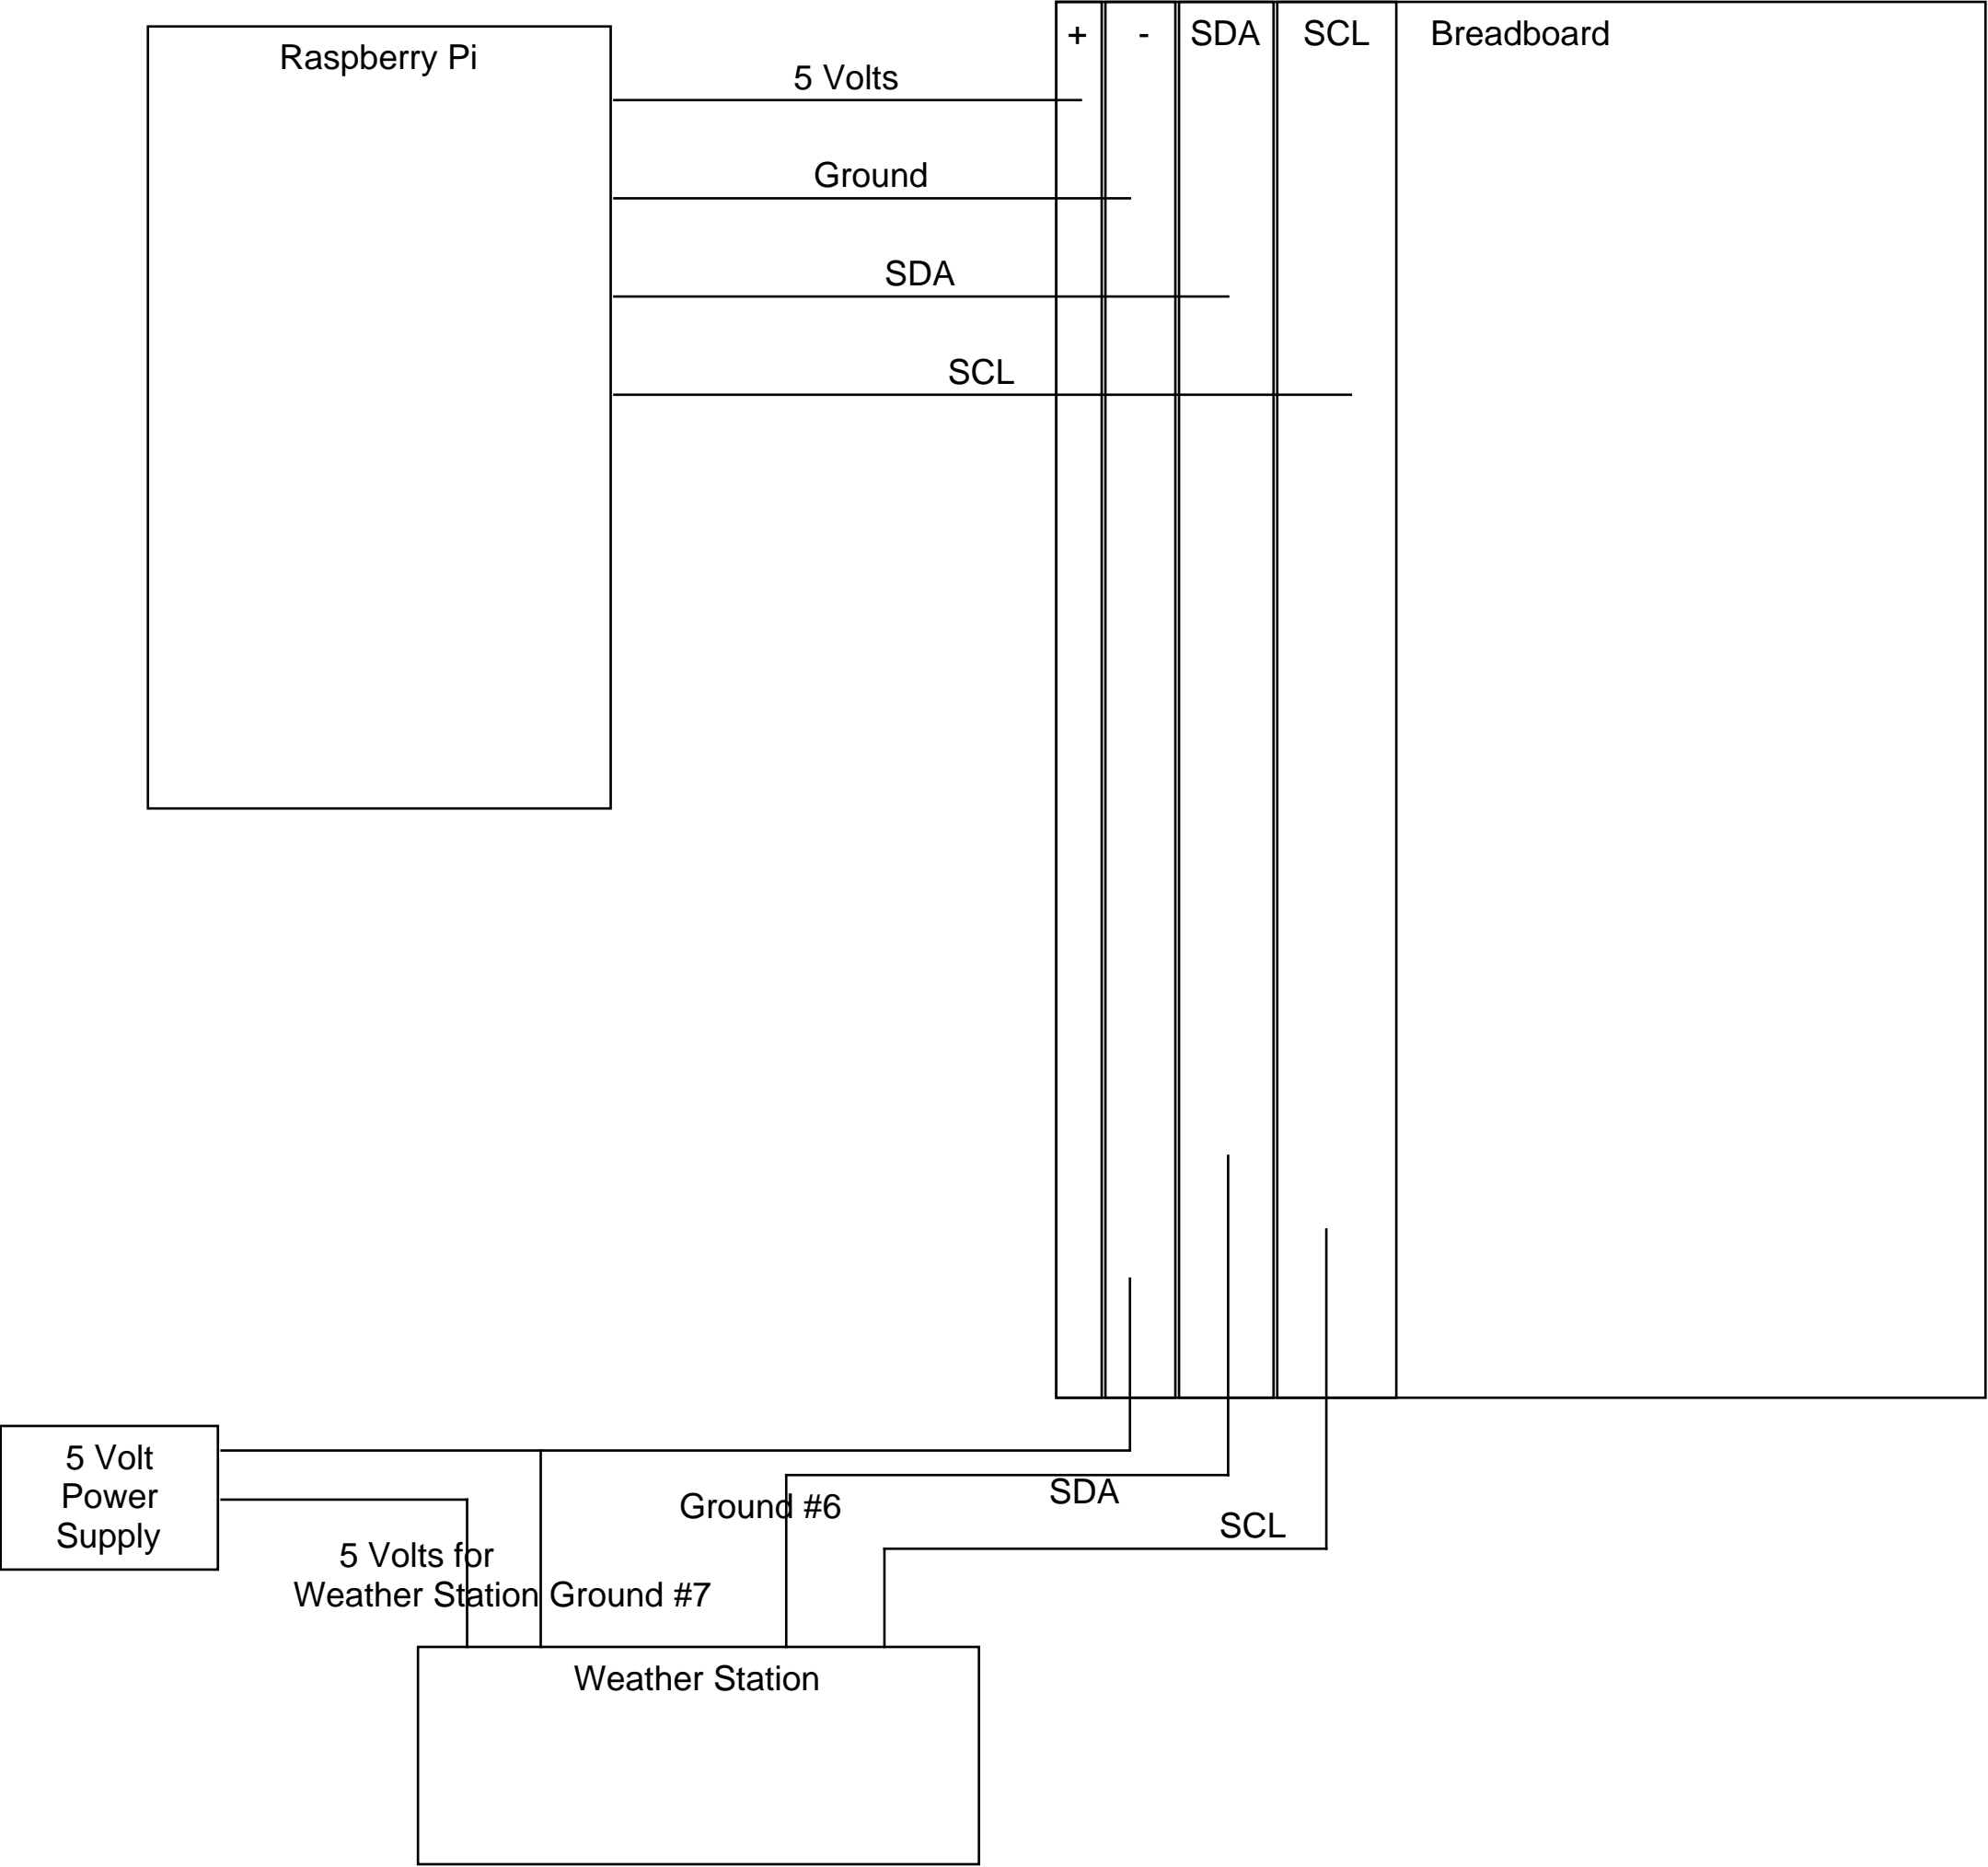 Raspberry Pi
+
-
SDA
SCL
Breadboard
5 Volts
Ground
SDA
SCL
5 Volt
Power
Supply
Ground #6
SDA
SCL
5 Volts for
Weather Station
Ground #7
Weather Station